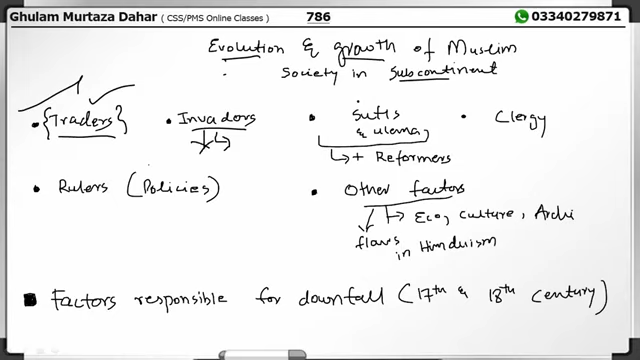 Ghulam Murtaza Dahar ( CSS/PMS Online Classes ) 786 03340279871
Evolution & growth of Muslim
Society in Subcontinent
• {Traders} • Invadors • Sufis & ulema, • Clergy
↳ + Reformers
• Rulers (Policies) • Other factors
→ Eco, culture, Archi
flaws in Hinduism
■ Factors responsible for downfall (17th & 18th century)